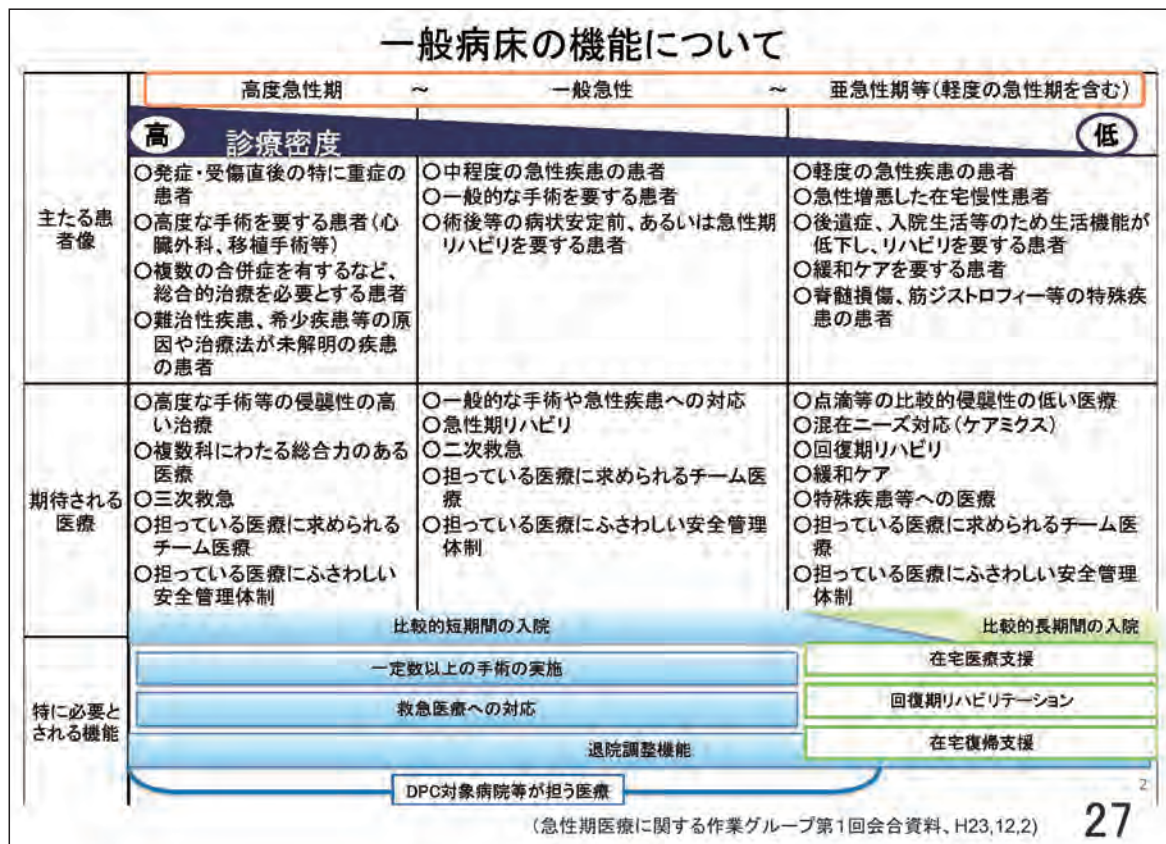 一般病床の機能について
高度急性期　～　一般急性　～　亜急性期等(軽度の急性期を含む)
高　診療密度　低
主たる患
者像
○発症・受傷直後の特に重症の
患者
○高度な手術を要する患者(心
臓外科、移植手術等)
○複数の合併症を有するなど、
総合的治療を必要とする患者
○難治性疾患、希少疾患等の原
因や治療法が未解明の疾患
の患者
○中程度の急性疾患の患者
○一般的な手術を要する患者
○術後等の病状安定前、あるいは急性期
リハビリを要する患者
○軽度の急性疾患の患者
○急性増悪した在宅慢性患者
○後遺症、入院生活等のため生活機能が
低下し、リハビリを要する患者
○緩和ケアを要する患者
○脊髄損傷、筋ジストロフィー等の特殊疾
患の患者
期待される
医療
○高度な手術等の侵襲性の高
い治療
○複数科にわたる総合力のある
医療
○三次救急
○担っている医療に求められる
チーム医療
○担っている医療にふさわしい
安全管理体制
○一般的な手術や急性疾患への対応
○急性期リハビリ
○二次救急
○担っている医療に求められるチーム医
療
○担っている医療にふさわしい安全管理
体制
○点滴等の比較的侵襲性の低い医療
○混在ニーズ対応(ケアミクス)
○回復期リハビリ
○緩和ケア
○特殊疾患等への医療
○担っている医療に求められるチーム医
療
○担っている医療にふさわしい安全管理
体制
特に必要と
される機能
比較的短期間の入院
比較的長期間の入院
一定数以上の手術の実施
在宅医療支援
救急医療への対応
回復期リハビリテーション
退院調整機能
在宅復帰支援
DPC対象病院等が担う医療
2
(急性期医療に関する作業グループ第1回会合資料、H23,12,2)
27